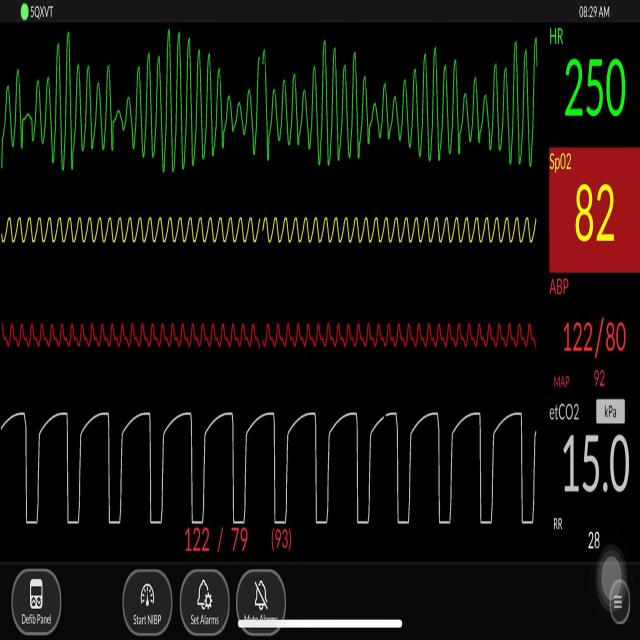 5QXVT
08:29 AM
HR
250
SpO2
82
ABP
122/80
MAP 92
etCO2 kPa
15.0
RR
28
122 / 79 (93)
Defib Panel
Start NIBP
Set Alarms
Mute Alarms